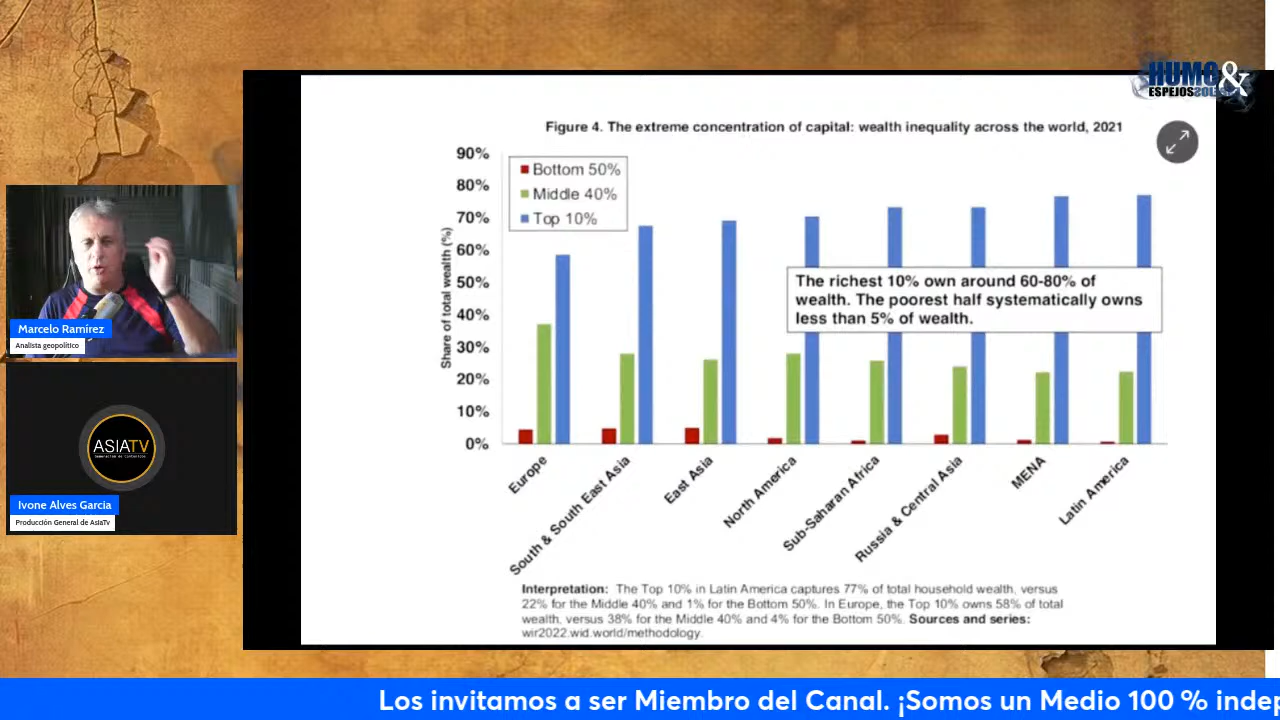 HUMO&
ESPEJOS
Figure 4. The extreme concentration of capital: wealth inequality across the world, 2021
Share of total wealth (%)
90%
80%
70%
60%
50%
40%
30%
20%
10%
0%
Bottom 50%
Middle 40%
Top 10%
The richest 10% own around 60-80% of
wealth. The poorest half systematically owns
less than 5% of wealth.
Europe
South & South East Asia
East Asia
North America
Sub-Saharan Africa
Russia & Central Asia
MENA
Latin America
Interpretation: The Top 10% in Latin America captures 77% of total household wealth, versus
22% for the Middle 40% and 1% for the Bottom 50%. In Europe, the Top 10% owns 58% of total
wealth, versus 38% for the Middle 40% and 4% for the Bottom 50%. Sources and series:
wir2022.wid.world/methodology.
Marcelo Ramírez
Analista geopolítico
ASIATV
Generación de Contenidos
Ivone Alves Garcia
Producción General de AsiaTv
Los invitamos a ser Miembro del Canal. ¡Somos un Medio 100 % indep